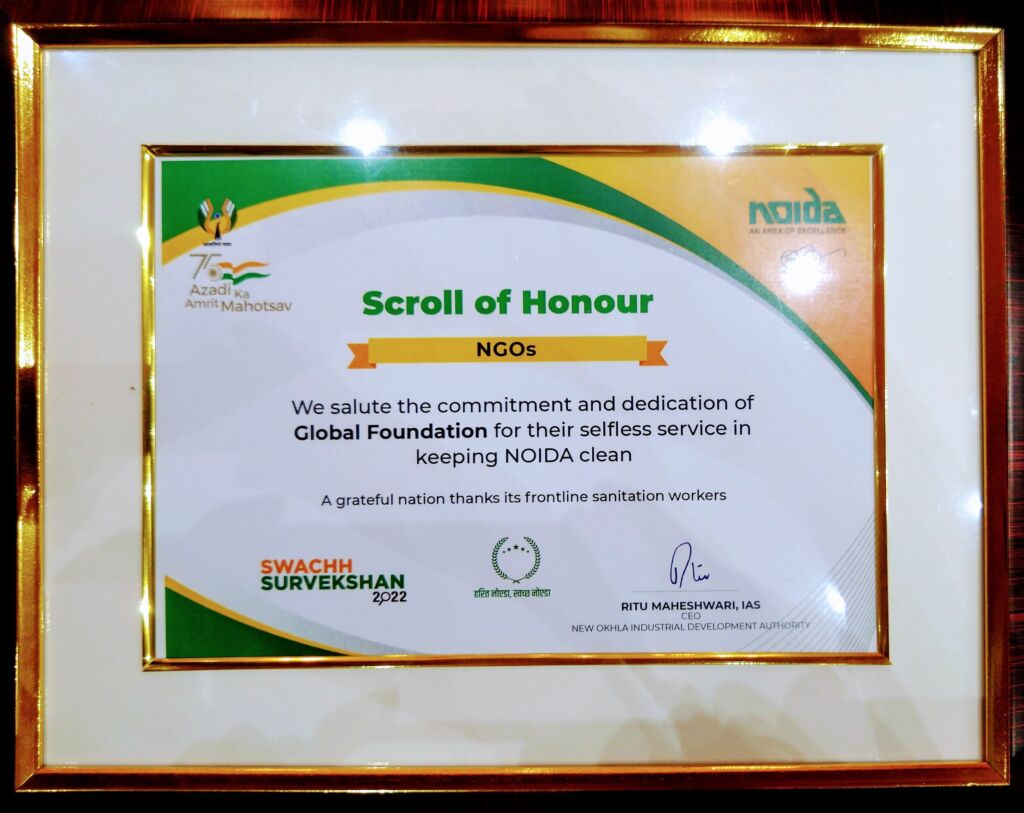 noida
AN AREA OF EXCELLENCE
75
Azadi Ka
Amrit Mahotsav
Scroll of Honour
NGOs
We salute the commitment and dedication of
Global Foundation for their selfless service in
keeping NOIDA clean
A grateful nation thanks its frontline sanitation workers
SWACHH
SURVEKSHAN
2022
हरित नोएडा, स्वच्छ नोएडा
RITU MAHESHWARI, IAS
CEO
NEW OKHLA INDUSTRIAL DEVELOPMENT AUTHORITY